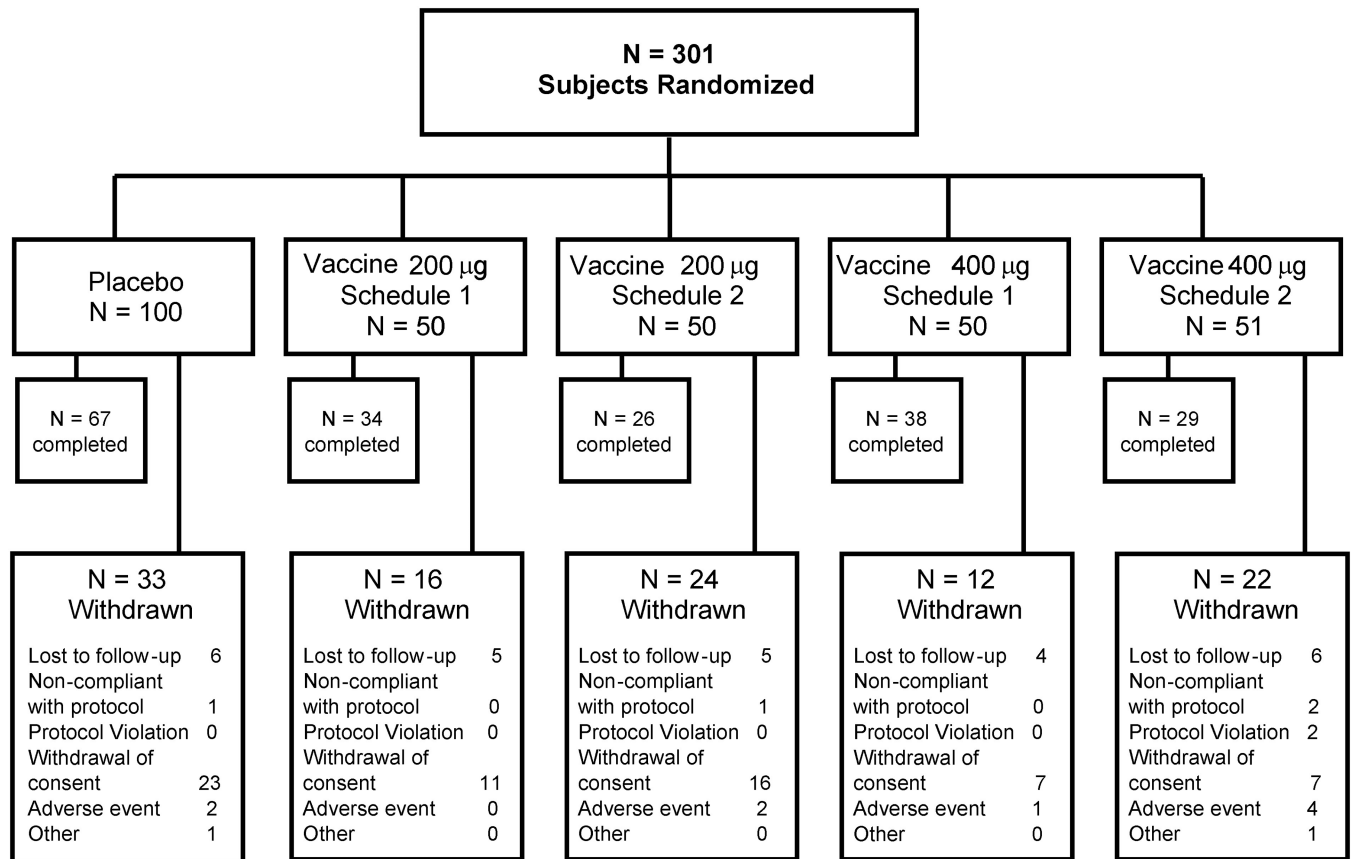 N = 301
Subjects Randomized
Placebo
N = 100
Vaccine 200 µg
Schedule 1
N = 50
Vaccine 200 µg
Schedule 2
N = 50
Vaccine 400 µg
Schedule 1
N = 50
Vaccine 400 µg
Schedule 2
N = 51
N = 67
completed
N = 34
completed
N = 26
completed
N = 38
completed
N = 29
completed
N = 33
Withdrawn
Lost to follow-up 6
Non-compliant
with protocol 1
Protocol Violation 0
Withdrawal of
consent 23
Adverse event 2
Other 1
N = 16
Withdrawn
Lost to follow-up 5
Non-compliant
with protocol 0
Protocol Violation 0
Withdrawal of
consent 11
Adverse event 0
Other 0
N = 24
Withdrawn
Lost to follow-up 5
Non-compliant
with protocol 1
Protocol Violation 0
Withdrawal of
consent 16
Adverse event 2
Other 0
N = 12
Withdrawn
Lost to follow-up 4
Non-compliant
with protocol 0
Protocol Violation 0
Withdrawal of
consent 7
Adverse event 1
Other 0
N = 22
Withdrawn
Lost to follow-up 6
Non-compliant
with protocol 2
Protocol Violation 2
Withdrawal of
consent 7
Adverse event 4
Other 1